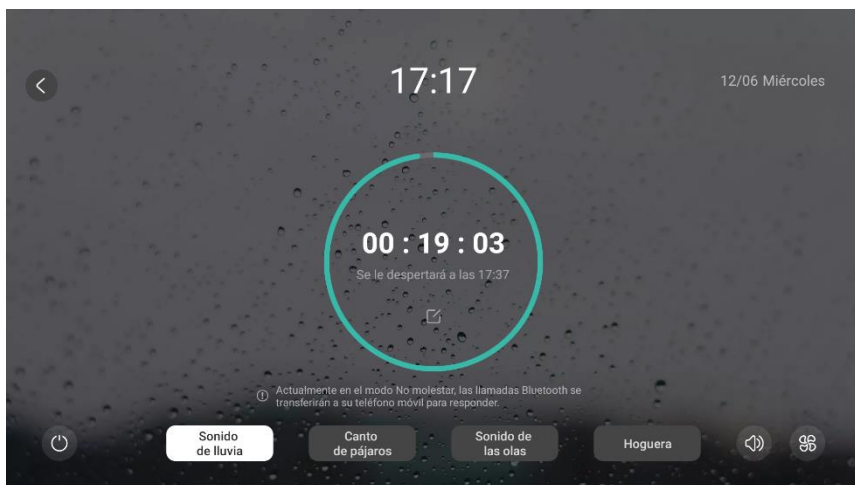 17:17
12/06 Miércoles
00 : 19 : 03
Se le despertará a las 17:37
Actualmente en el modo No molestar, las llamadas Bluetooth se
transferirán a su teléfono móvil para responder.
Sonido
de lluvia
Canto
de pájaros
Sonido de
las olas
Hoguera